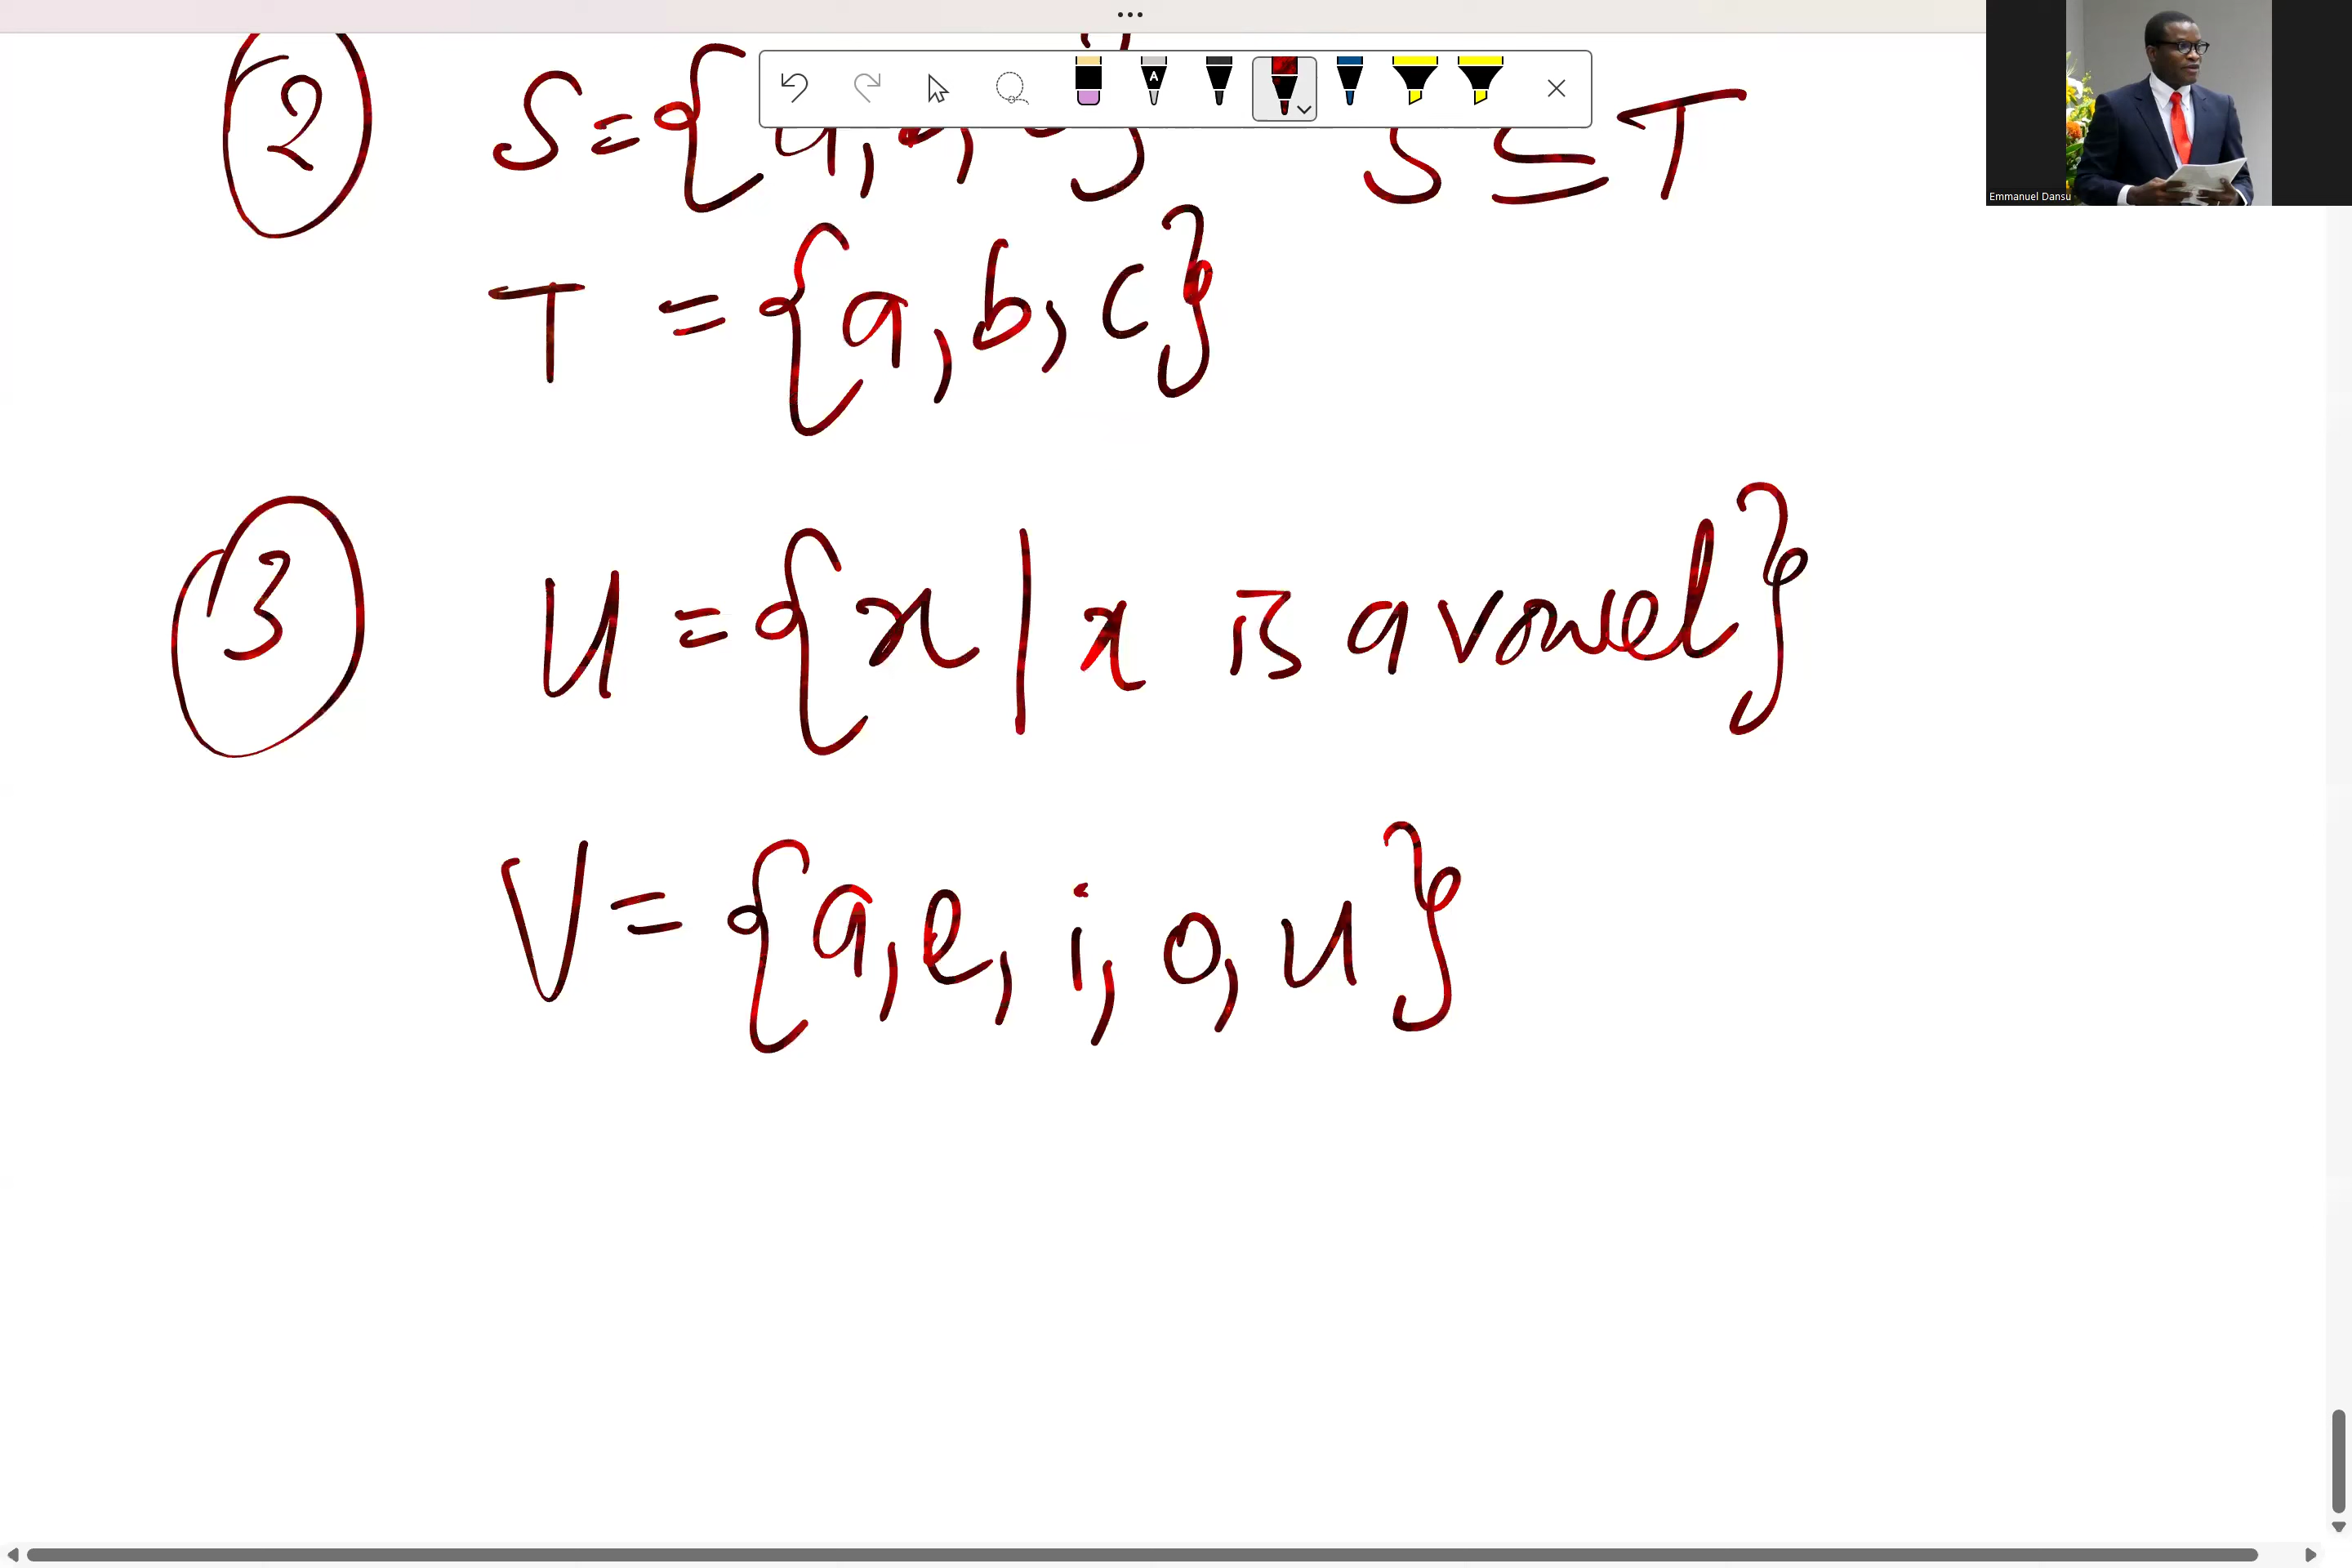 Emmanuel Dansu
A
2 S = { a, S ⊆ T
T = {a, b, c}
3 U = {x | x is a vowel}
V = {a, e, i, o, u}